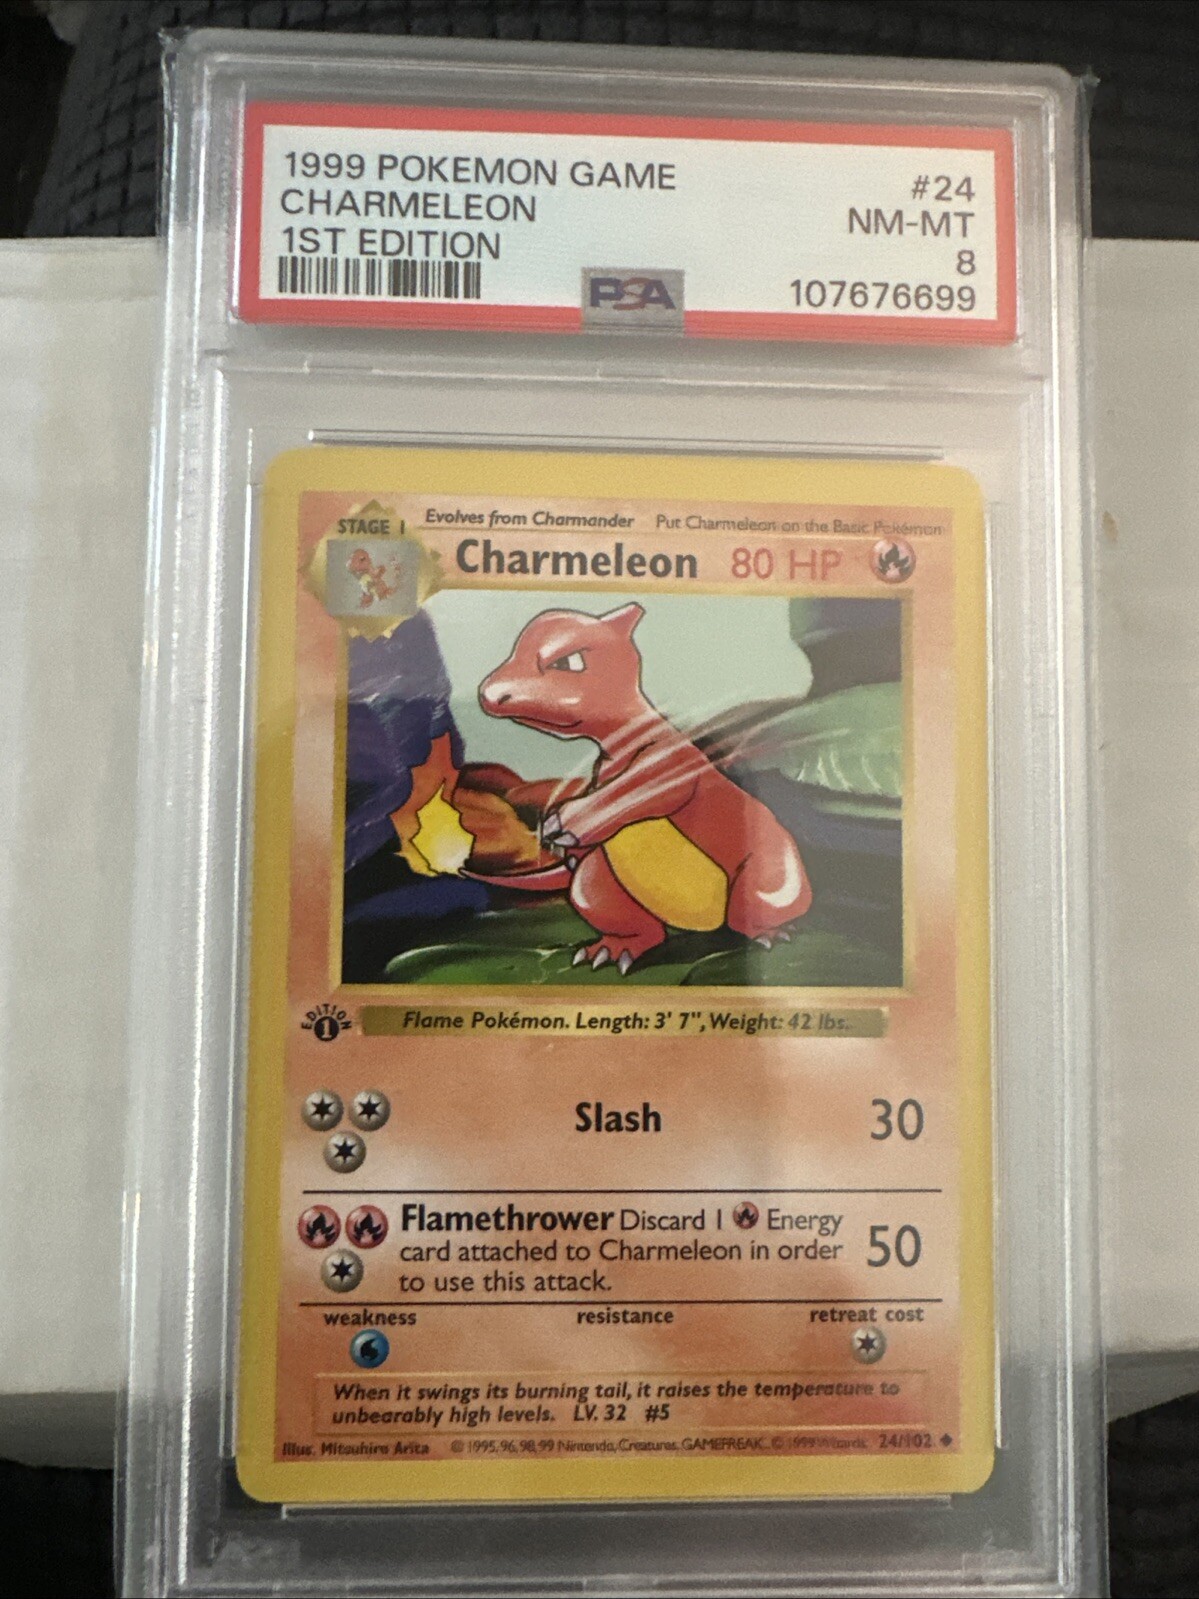 1999 POKEMON GAME
CHARMELEON
1ST EDITION
#24
NM-MT
8
107676699
PSA
STAGE 1
Evolves from Charmander Put Charmeleon on the Basic Pokémon
Charmeleon 80 HP
EDITION
1
Flame Pokémon. Length: 3' 7", Weight: 42 lbs.
Slash 30
Flamethrower Discard 1 Energy
card attached to Charmeleon in order
to use this attack.
50
weakness resistance retreat cost
When it swings its burning tail, it raises the temperature to
unbearably high levels. LV. 32 #5
Illus. Mitsuhiro Arita © 1995, 96, 98, 99 Nintendo, Creatures, GAMEFREAK. © 1999 Wizards. 24/102